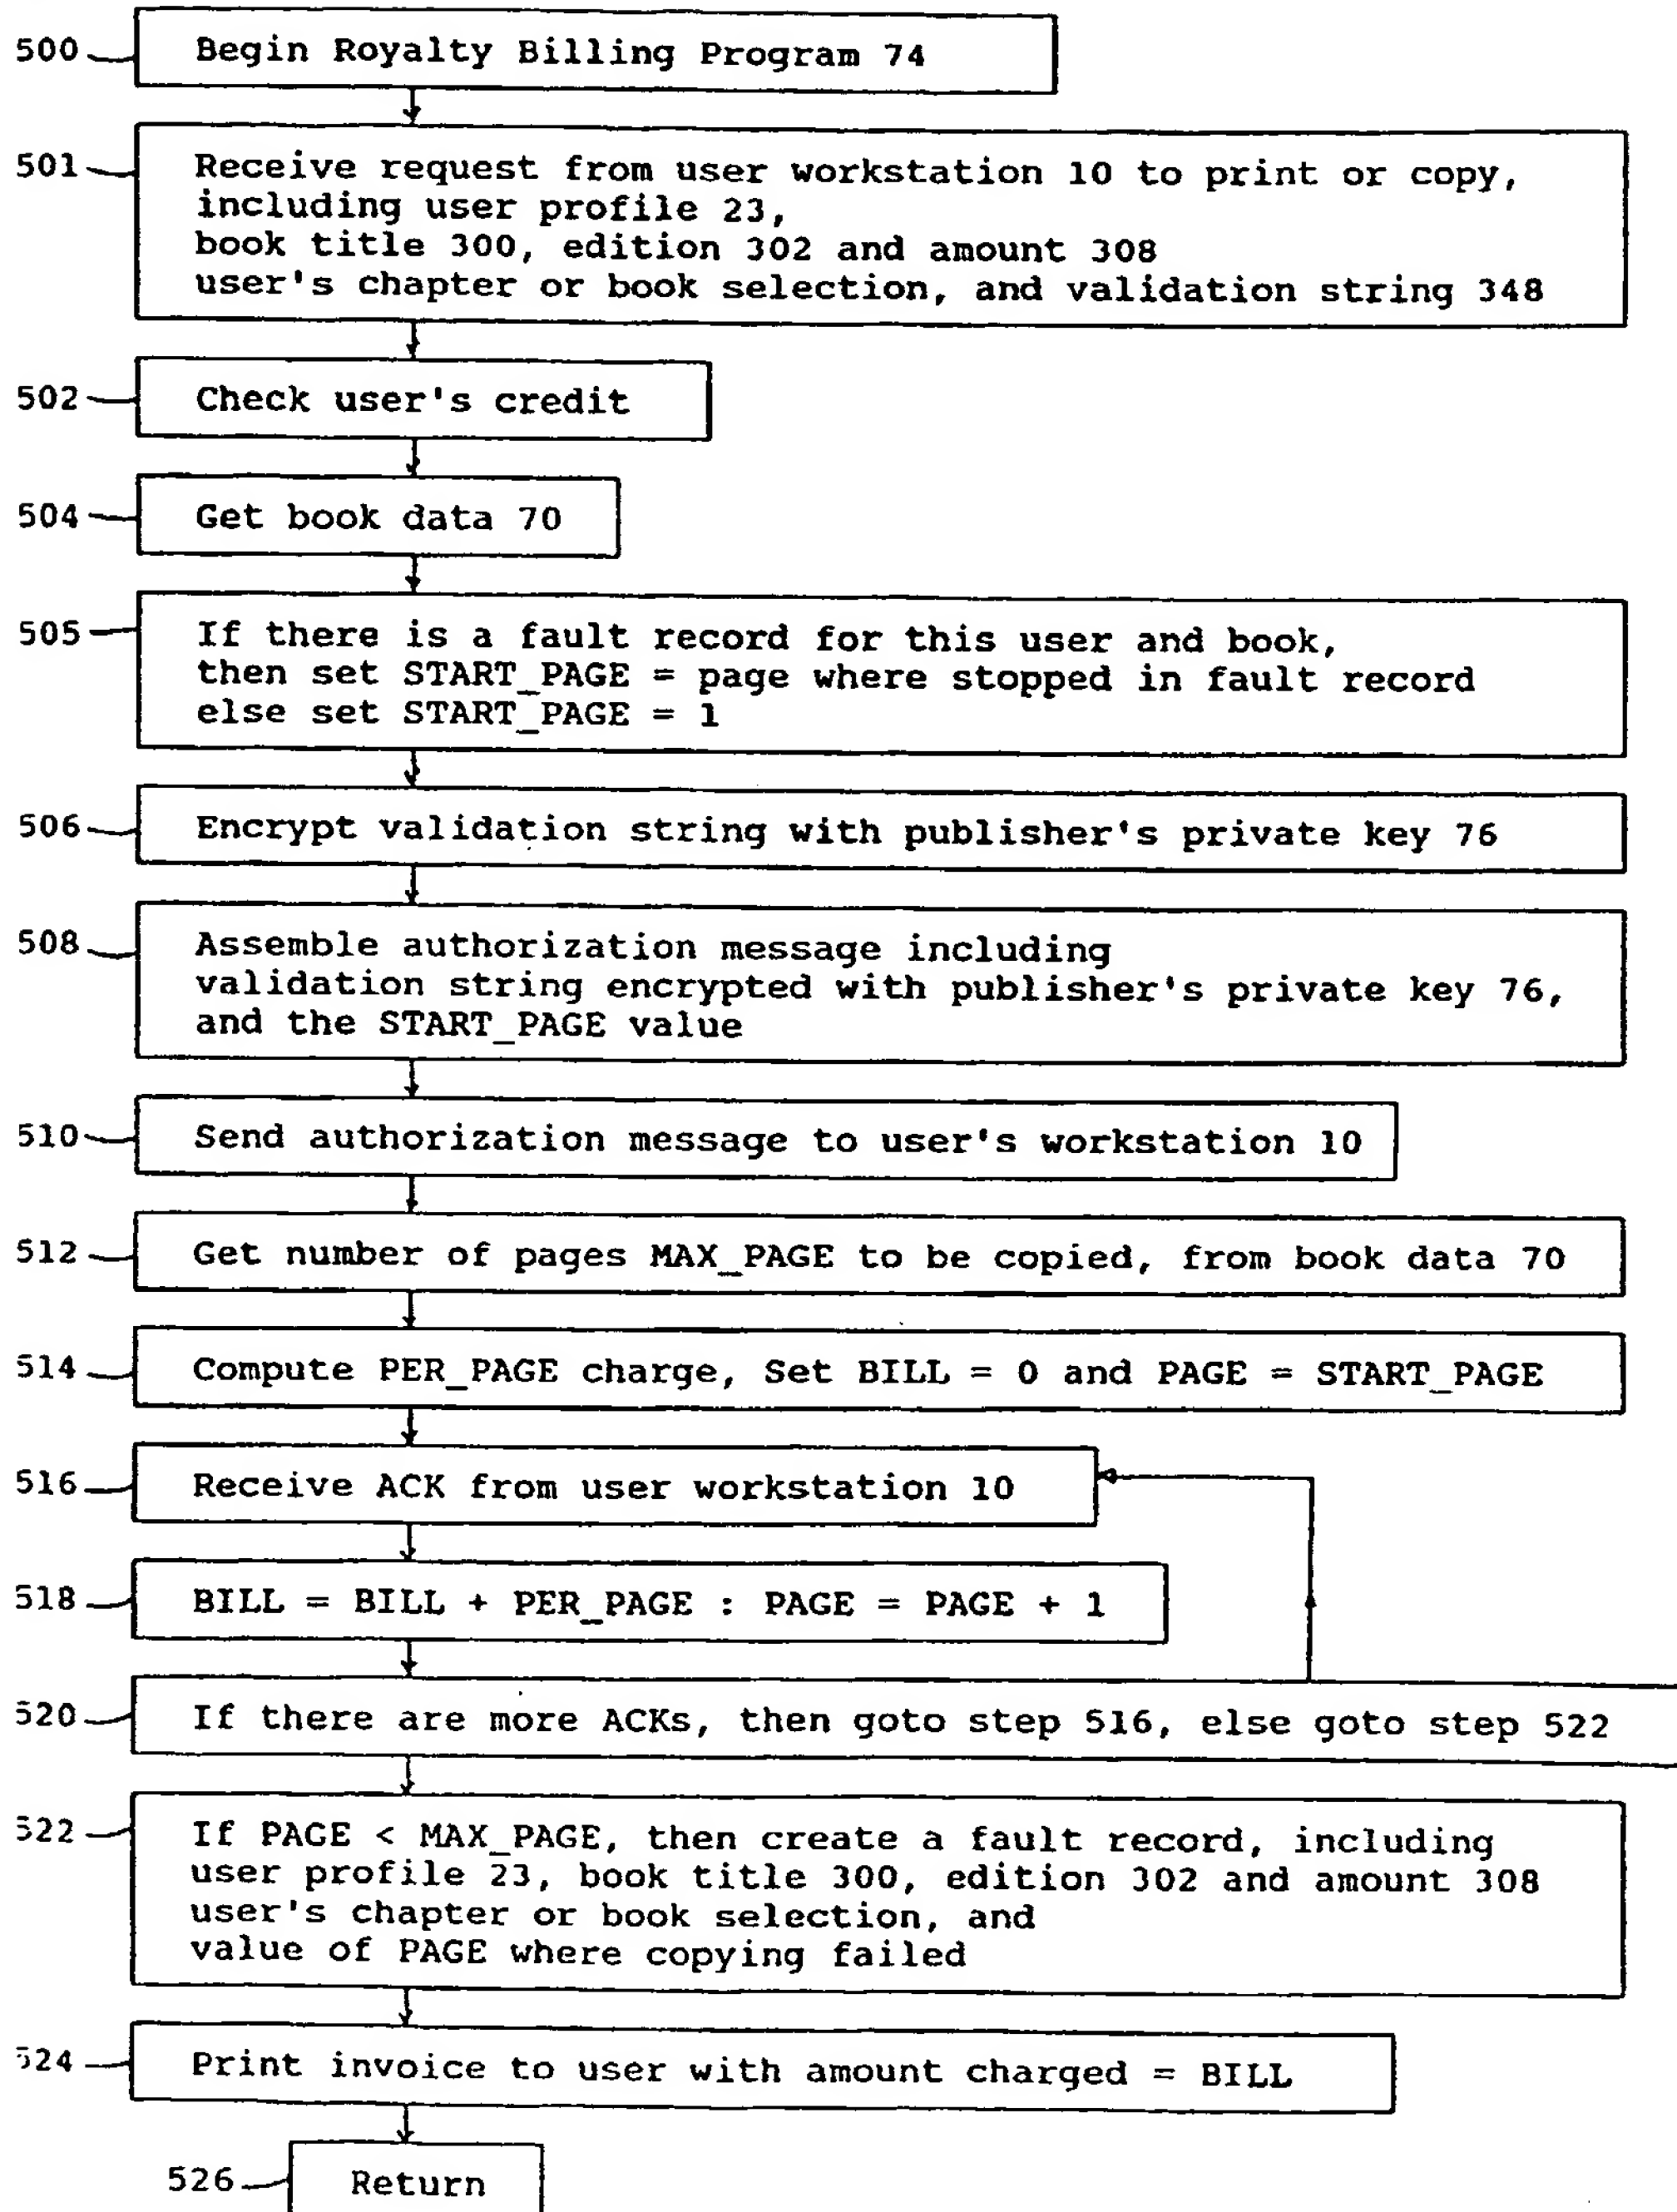 500 Begin Royalty Billing Program 74
501 Receive request from user workstation 10 to print or copy,
including user profile 23,
book title 300, edition 302 and amount 308
user's chapter or book selection, and validation string 348
502 Check user's credit
504 Get book data 70
505 If there is a fault record for this user and book,
then set START_PAGE = page where stopped in fault record
else set START_PAGE = 1
506 Encrypt validation string with publisher's private key 76
508 Assemble authorization message including
validation string encrypted with publisher's private key 76,
and the START_PAGE value
510 Send authorization message to user's workstation 10
512 Get number of pages MAX_PAGE to be copied, from book data 70
514 Compute PER_PAGE charge, Set BILL = 0 and PAGE = START_PAGE
516 Receive ACK from user workstation 10
518 BILL = BILL + PER_PAGE : PAGE = PAGE + 1
520 If there are more ACKs, then goto step 516, else goto step 522
522 If PAGE < MAX_PAGE, then create a fault record, including
user profile 23, book title 300, edition 302 and amount 308
user's chapter or book selection, and
value of PAGE where copying failed
524 Print invoice to user with amount charged = BILL
526 Return